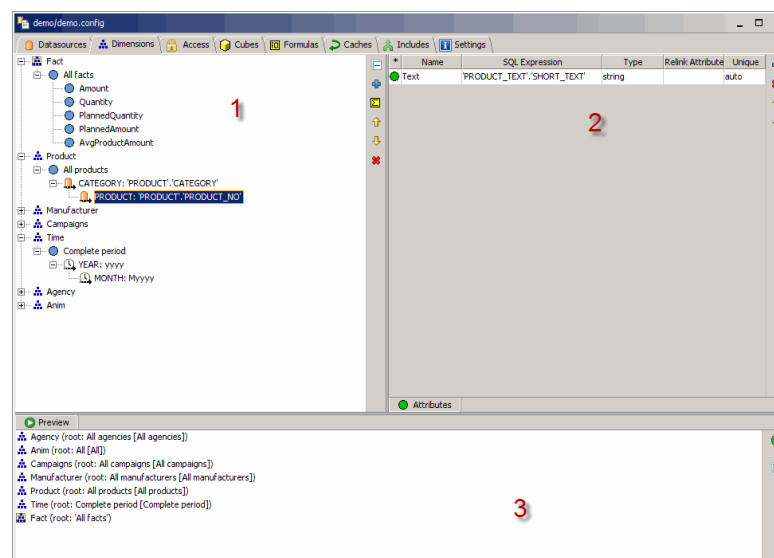 demo/demo.config
Datasources Dimensions Access Cubes Formulas Caches Includes Settings
Fact
All facts
Amount
Quantity
PlannedQuantity
PlannedAmount
AvgProductAmount
Product
All products
CATEGORY: 'PRODUCT'.'CATEGORY'
PRODUCT: 'PRODUCT'.'PRODUCT_NO'
Manufacturer
Campaigns
Time
Complete period
YEAR: yyyy
MONTH: Myyyy
Agency
Anim
1
* Name SQL Expression Type Relink Attribute Unique
Text 'PRODUCT_TEXT'.'SHORT_TEXT' string auto
2
Attributes
Preview
Agency (root: All agencies [All agencies])
Anim (root: All [All])
Campaigns (root: All campaigns [All campaigns])
Manufacturer (root: All manufacturers [All manufacturers])
Product (root: All products [All products])
Time (root: Complete period [Complete period])
Fact (root: 'All facts')
3